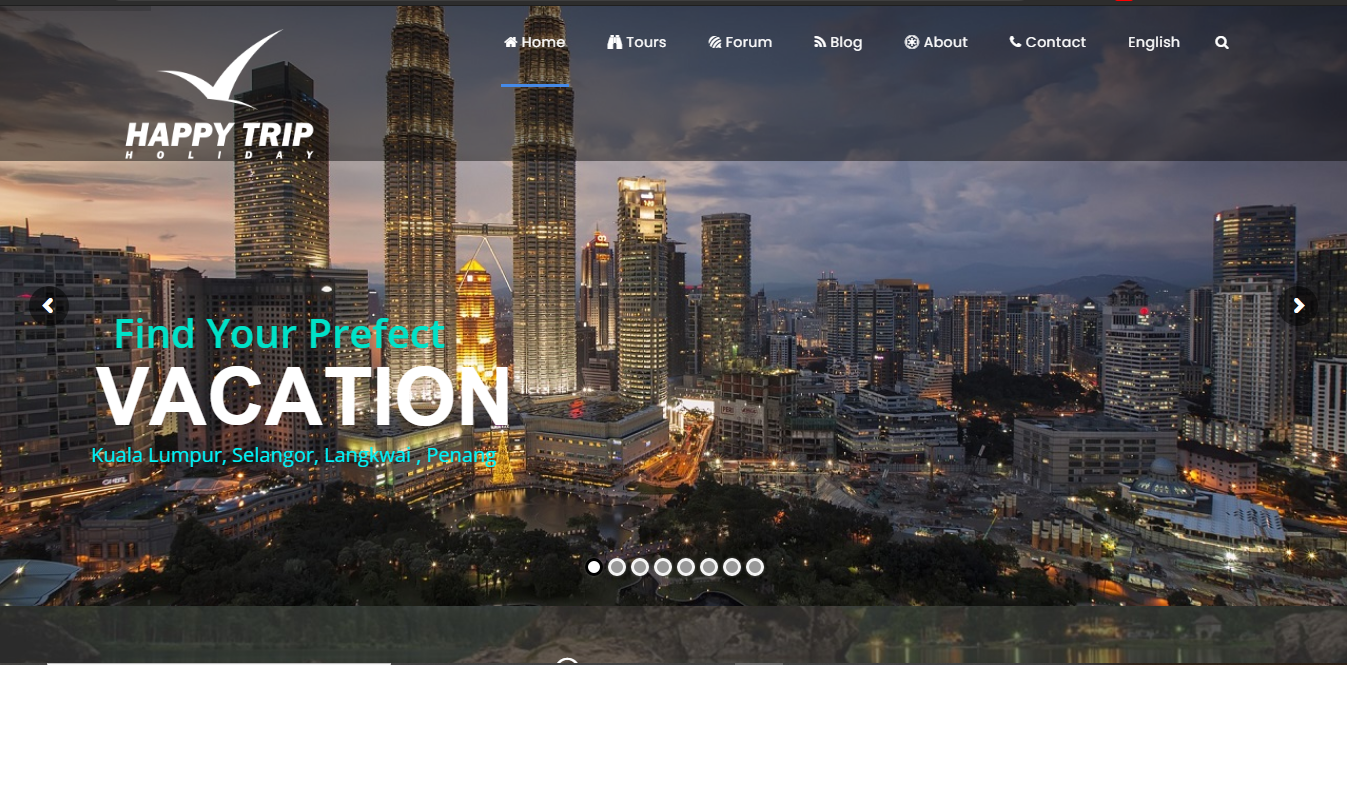 Home Tours Forum Blog About Contact English
HAPPY TRIP
HOLIDAY
Find Your Prefect
VACATION
Kuala Lumpur, Selangor, Langkwai , Penang